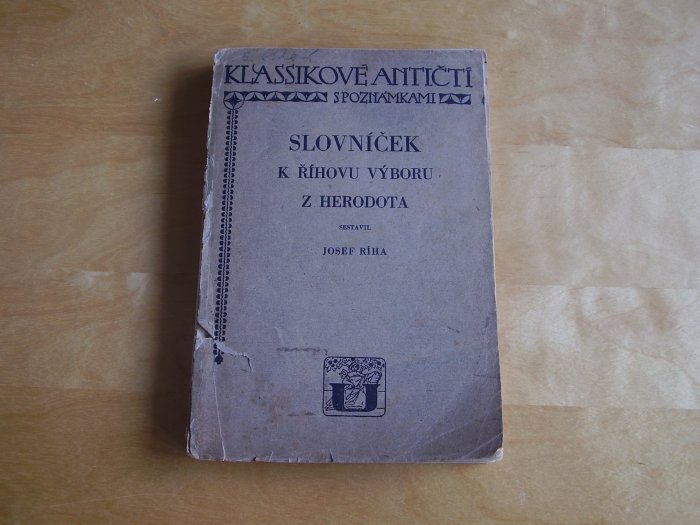 KLASSIKOVÉ ANTIČTÍ
S POZNÁMKAMI
SLOVNÍČEK
K ŘÍHOVU VÝBORU
Z HERODOTA
SESTAVIL
JOSEF ŘÍHA
U